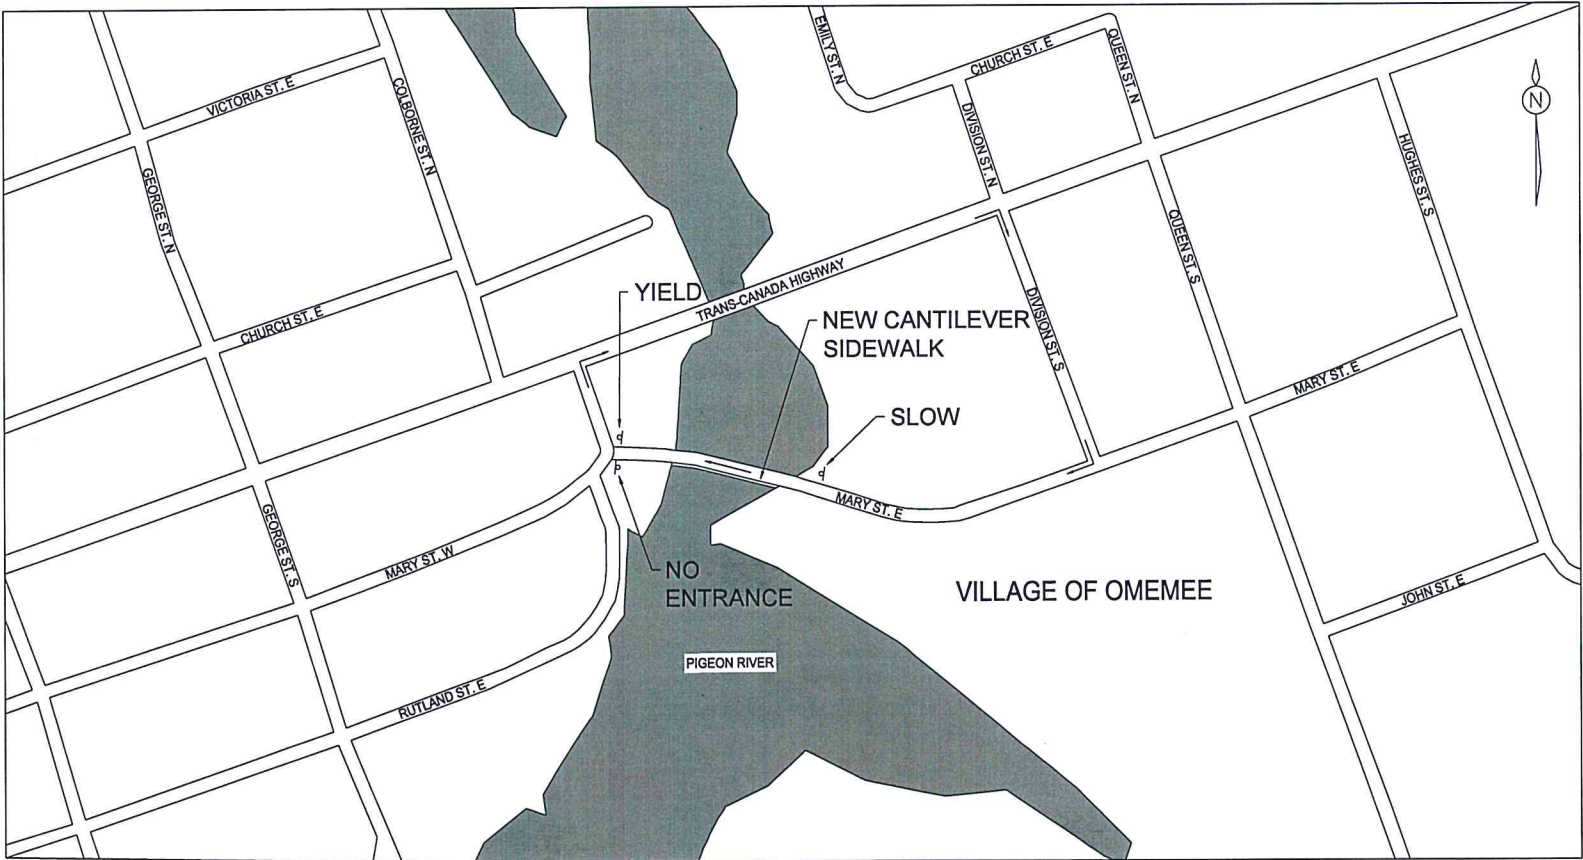 EMILY ST. N
CHURCH ST. E
QUEEN ST. N
VICTORIA ST. E
COLBORNE ST. N
DIVISION ST. N
N
HUGHES ST. S
GEORGE ST. N
QUEEN ST. S
TRANS-CANADA HIGHWAY
YIELD
CHURCH ST. E
NEW CANTILEVER
SIDEWALK
DIVISION ST. S
MARY ST. E
SLOW
MARY ST. E
GEORGE ST. S
MARY ST. W
NO
ENTRANCE
VILLAGE OF OMEMEE
JOHN ST. E
PIGEON RIVER
RUTLAND ST. E